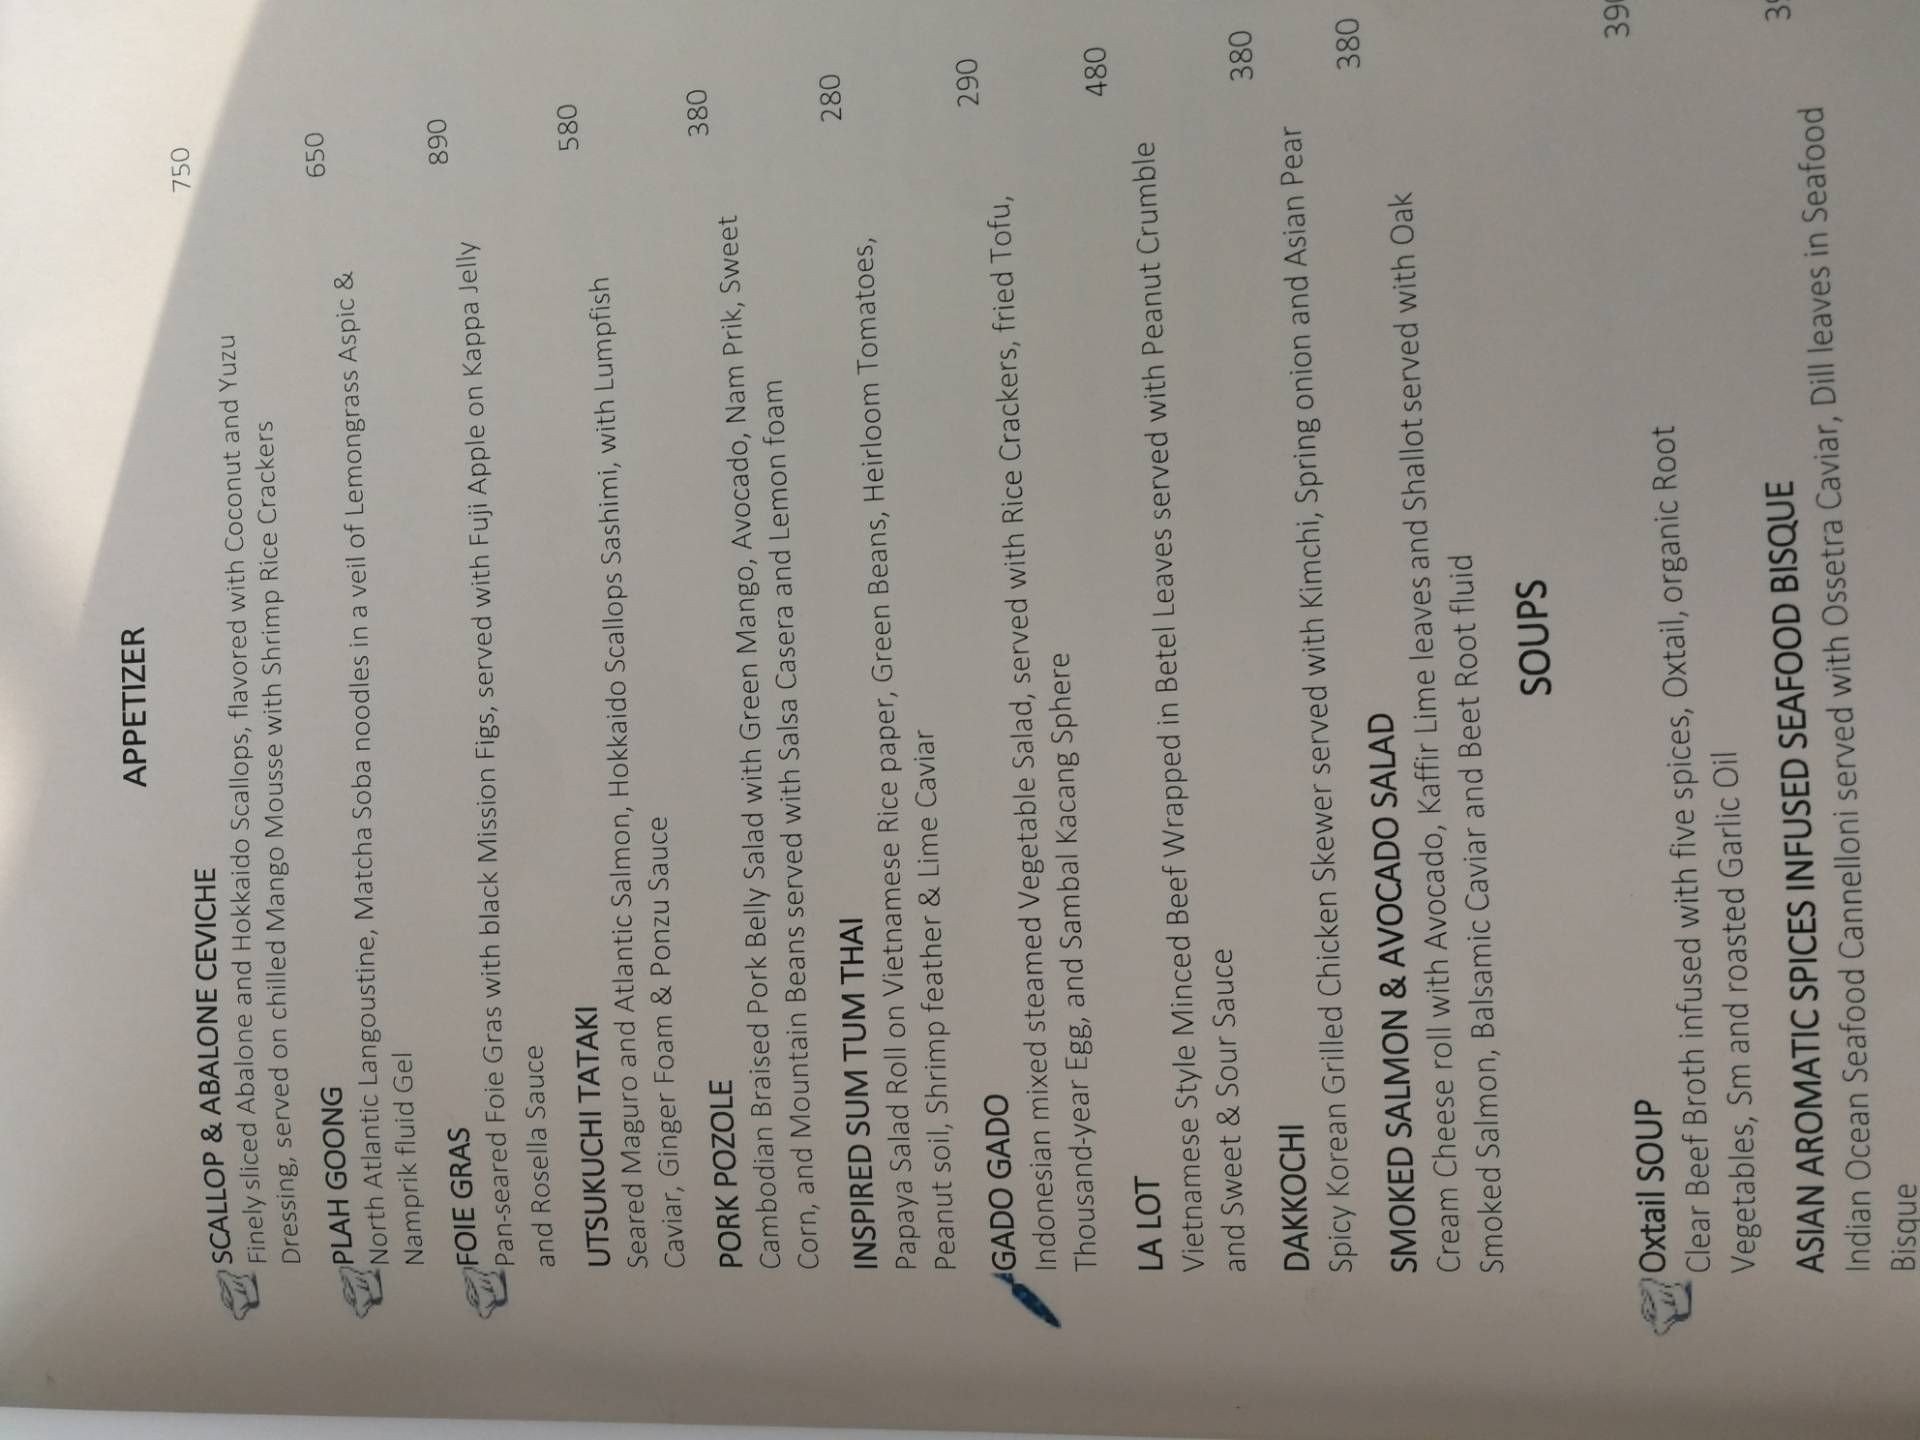 APPETIZER
SCALLOP & ABALONE CEVICHE 750
Finely sliced Abalone and Hokkaido Scallops, flavored with Coconut and Yuzu
Dressing, served on chilled Mango Mousse with Shrimp Rice Crackers
PLAH GOONG 650
North Atlantic Langoustine, Matcha Soba noodles in a veil of Lemongrass Aspic &
Namprik fluid Gel
FOIE GRAS 890
Pan-seared Foie Gras with black Mission Figs, served with Fuji Apple on Kappa Jelly
and Rosella Sauce
UTSUKUCHI TATAKI 580
Seared Maguro and Atlantic Salmon, Hokkaido Scallops Sashimi, with Lumpfish
Caviar, Ginger Foam & Ponzu Sauce
PORK POZOLE 380
Cambodian Braised Pork Belly Salad with Green Mango, Avocado, Nam Prik, Sweet
Corn, and Mountain Beans served with Salsa Casera and Lemon foam
INSPIRED SUM TUM THAI 280
Papaya Salad Roll on Vietnamese Rice paper, Green Beans, Heirloom Tomatoes,
Peanut soil, Shrimp feather & Lime Caviar
GADO GADO 290
Indonesian mixed steamed Vegetable Salad, served with Rice Crackers, fried Tofu,
Thousand-year Egg, and Sambal Kacang Sphere
LA LOT 480
Vietnamese Style Minced Beef Wrapped in Betel Leaves served with Peanut Crumble
and Sweet & Sour Sauce
DAKKOCHI 380
Spicy Korean Grilled Chicken Skewer served with Kimchi, Spring onion and Asian Pear
SMOKED SALMON & AVOCADO SALAD 380
Cream Cheese roll with Avocado, Kaffir Lime leaves and Shallot served with Oak
Smoked Salmon, Balsamic Caviar and Beet Root fluid
SOUPS
Oxtail SOUP
Clear Beef Broth infused with five spices, Oxtail, organic Root
Vegetables, Sm and roasted Garlic Oil
ASIAN AROMATIC SPICES INFUSED SEAFOOD BISQUE
Indian Ocean Seafood Cannelloni served with Ossetra Caviar, Dill leaves in Seafood
Bisque